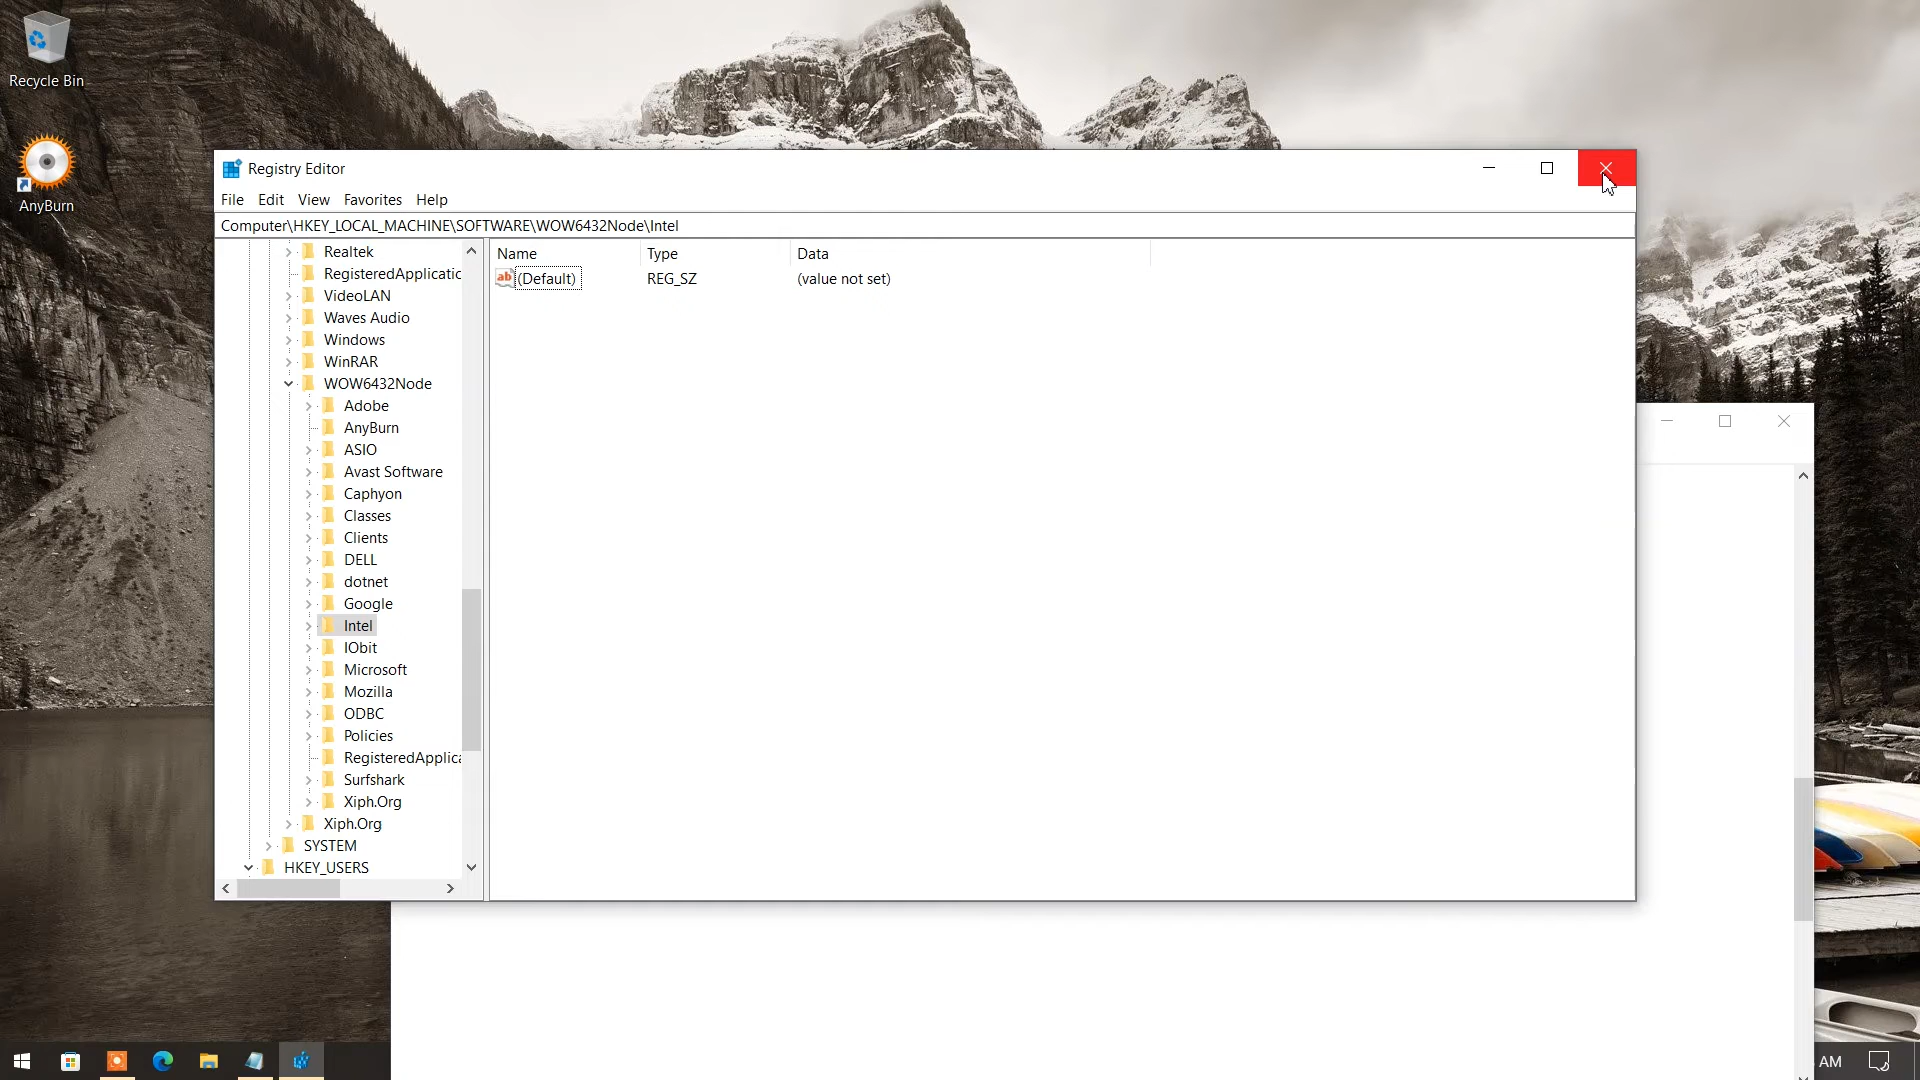 Recycle Bin
AnyBurn
Registry Editor
File Edit View Favorites Help
Computer\HKEY_LOCAL_MACHINE\SOFTWARE\WOW6432Node\Intel
Name Type Data
(Default) REG_SZ (value not set)
Realtek
RegisteredApplicatic
VideoLAN
Waves Audio
Windows
WinRAR
WOW6432Node
Adobe
AnyBurn
ASIO
Avast Software
Caphyon
Classes
Clients
DELL
dotnet
Google
Intel
IObit
Microsoft
Mozilla
ODBC
Policies
RegisteredApplica
Surfshark
Xiph.Org
Xiph.Org
SYSTEM
HKEY_USERS
AM